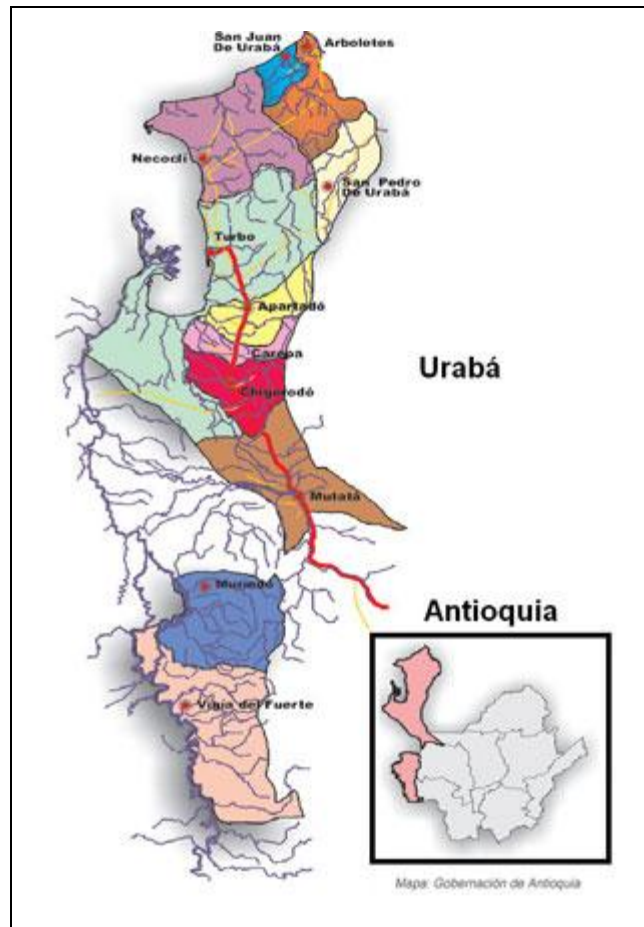 San Juan
De Urabá
Arboletes
Necoclí
San Pedro
De Urabá
Turbo
Apartadó
Carepa
Chigorodó
Urabá
Mutatá
Murindó
Antioquia
Vigía del Fuerte
Mapa: Gobernación de Antioquia